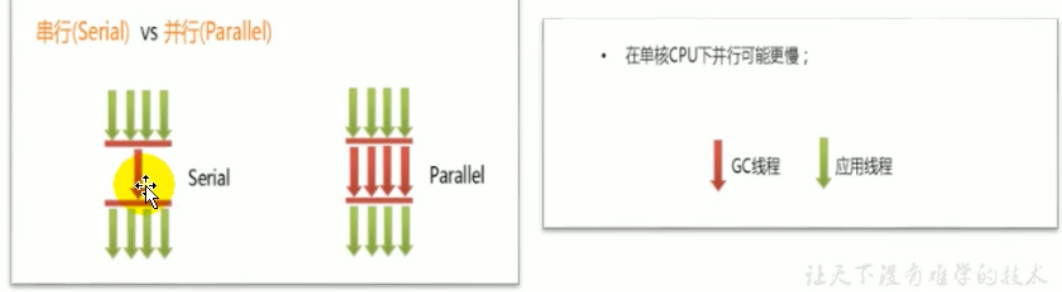 串行(Serial) vs 并行(Parallel)
Serial
Parallel
• 在单核CPU下并行可能更慢；
GC线程
应用线程
让天下没有难学的技术